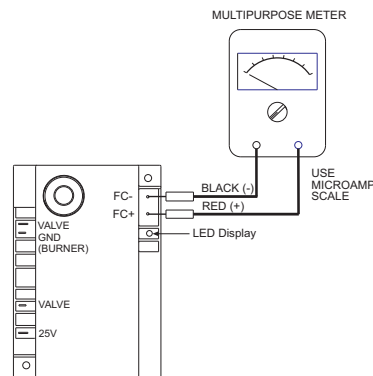 MULTIPURPOSE METER
BLACK (-)
FC-
RED (+)
FC+
USE
MICROAMP
SCALE
LED Display
VALVE
GND
(BURNER)
VALVE
25V